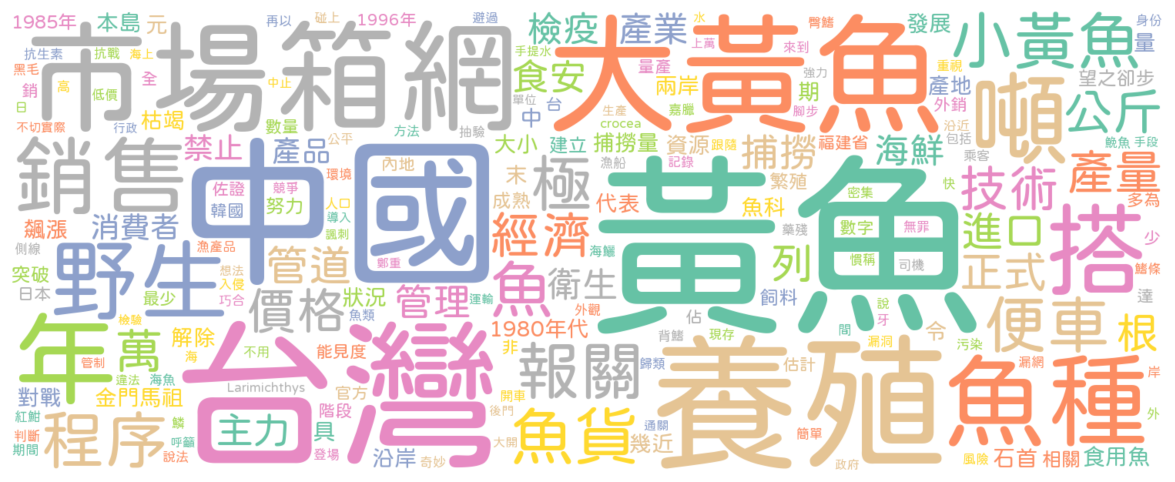 1985年 本島 元 再以 碰上 1996年 避過 檢疫 產業 水 臀鰭 發展 小黃魚 身份 量
抗生素 抗戰 海上 市場 箱網 手提水 上萬 來到 大黃魚 重視 望之卻步
黑毛 銷 全 高 低價 中止 食安 量產 兩岸 強力 期 產地 噸 公斤
日 不切實際 行政 枯竭 數量 公平 方法 抽驗 單位 中 台 生產 crocea 嘉臘 腳步 外銷 沿近 包括 鮸魚 手段
銷售 禁止 產品 內地 大小 建立 捕撈量 資源 跟隨 福建省 海鮮 乘客
佐證 競爭 環境 末 極 漁船 記錄 捕撈 技術 產量
韓國 努力 中國 人口 導入 成熟 代表 魚科 繁殖 密集 快 多為
飆漲 消費者 漁產品 諷刺 經濟 海鱺 黃魚 藥殘 數字 無罪 進口 搭 少
側線 野生 管道 鄭重 魚 衛生 列 慣稱 司機 正式 鰭條
突破 日本 最少 想法 入侵 巧合 價格 狀況 魚類 管理 運輸 外觀 飼料 佔 說 牙 便車 達
年 萬 檢驗 解除 海 1980年代 背鰭 現存 間 令 根
管制 違法 海魚 不用 台灣 能見度 非 報關 歸類 漏洞 污染 估計 漏網 岸
對戰 金門馬祖 Larimichthys 官方 開車 養殖 魚種
紅魽 鱗 主力 階段 後門 魚貨 通關 外
程序 判斷 呼籲 具 簡單
期間 說法 登場 沿岸 奇妙 大開 幾近 政府 風險 石首 相關 食用魚